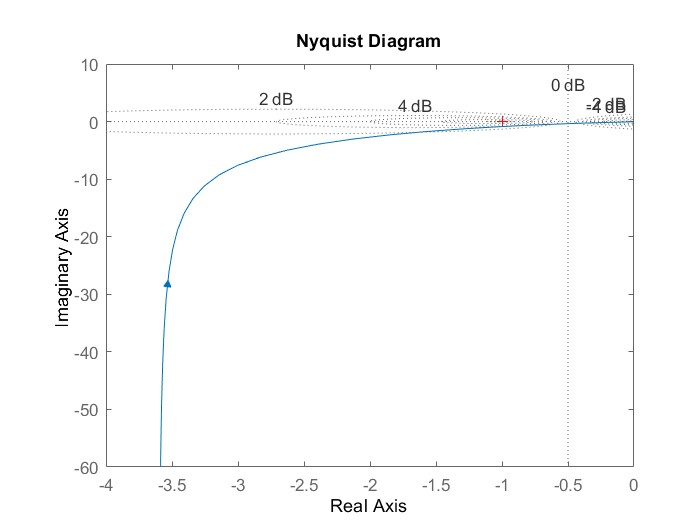 Nyquist Diagram
10
0 dB
2 dB
4 dB
-2 dB
-4 dB
0
-10
-20
-30
-40
-50
-60
Imaginary Axis
-4
-3.5
-3
-2.5
-2
-1.5
-1
-0.5
0
Real Axis